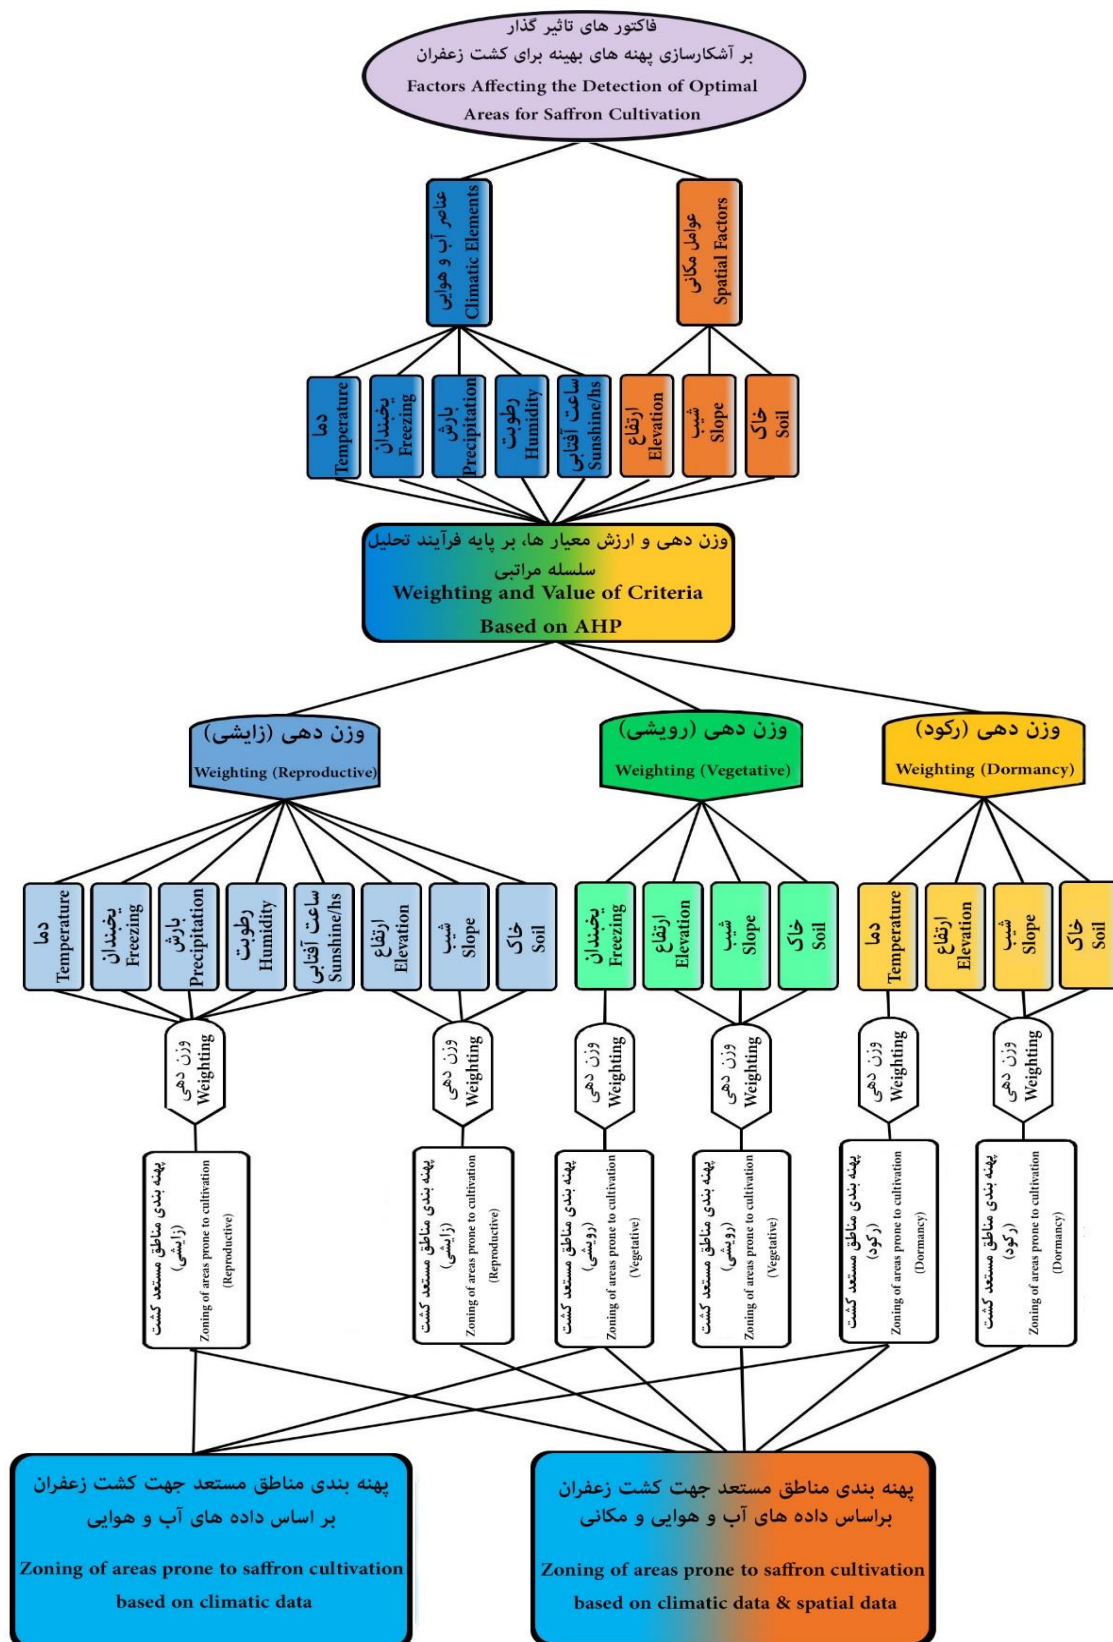 فاکتور های تاثیر گذار
بر آشکارسازی پهنه های بهینه برای کشت زعفران
Factors Affecting the Detection of Optimal
Areas for Saffron Cultivation
عناصر آب و هوایی
Climatic Elements
عوامل مکانی
Spatial Factors
دما
Temperature
یخبندان
Freezing
بارش
Precipitation
رطوبت
Humidity
ساعت آفتابی
Sunshine/hs
ارتفاع
Elevation
شیب
Slope
خاک
Soil
وزن دهی و ارزش معیار ها، بر پایه فرآیند تحلیل
سلسله مراتبی
Weighting and Value of Criteria
Based on AHP
وزن دهی (زایشی)
Weighting (Reproductive)
وزن دهی (رویشی)
Weighting (Vegetative)
وزن دهی (رکود)
Weighting (Dormancy)
دما
Temperature
یخبندان
Freezing
بارش
Precipitation
رطوبت
Humidity
ساعت آفتابی
Sunshine/hs
ارتفاع
Elevation
شیب
Slope
خاک
Soil
یخبندان
Freezing
ارتفاع
Elevation
شیب
Slope
خاک
Soil
دما
Temperature
ارتفاع
Elevation
شیب
Slope
خاک
Soil
وزن دهی
Weighting
وزن دهی
Weighting
وزن دهی
Weighting
وزن دهی
Weighting
وزن دهی
Weighting
وزن دهی
Weighting
پهنه بندی مناطق مستعد کشت
(زایشی)
Zoning of areas prone to cultivation
(Reproductive)
پهنه بندی مناطق مستعد کشت
(زایشی)
Zoning of areas prone to cultivation
(Reproductive)
پهنه بندی مناطق مستعد کشت
(رویشی)
Zoning of areas prone to cultivation
(Vegetative)
پهنه بندی مناطق مستعد کشت
(رویشی)
Zoning of areas prone to cultivation
(Vegetative)
پهنه بندی مناطق مستعد کشت
(رکود)
Zoning of areas prone to cultivation
(Dormancy)
پهنه بندی مناطق مستعد کشت
(رکود)
Zoning of areas prone to cultivation
(Dormancy)
پهنه بندی مناطق مستعد جهت کشت زعفران
بر اساس داده های آب و هوایی
Zoning of areas prone to saffron cultivation
based on climatic data
پهنه بندی مناطق مستعد جهت کشت زعفران
براساس داده های آب و هوایی و مکانی
Zoning of areas prone to saffron cultivation
based on climatic data & spatial data